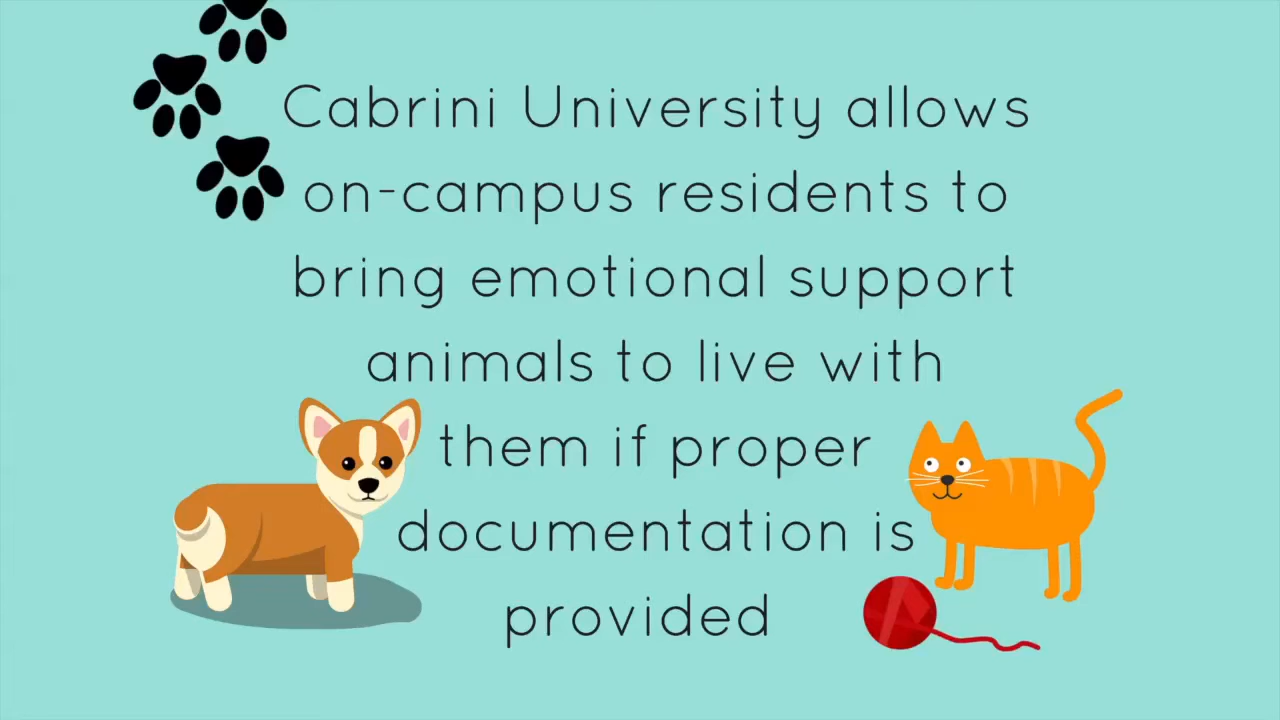 Cabrini University allows
on-campus residents to
bring emotional support
animals to live with
them if proper
documentation is
provided